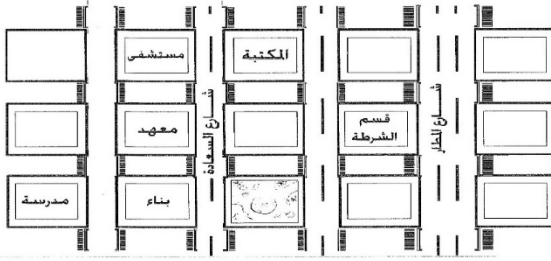 المكتبة
مستشفى
شارع السعادة
شارع المطار
قسم
الشرطة
معهد
بناء
مدرسة